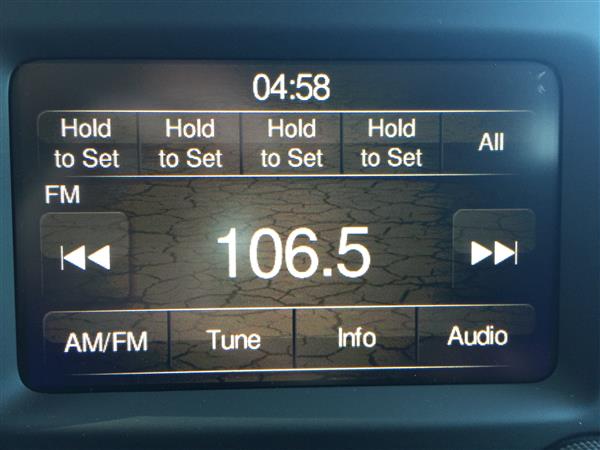 04:58
Hold to Set
Hold to Set
Hold to Set
Hold to Set
All
FM
106.5
AM/FM Tune Info Audio